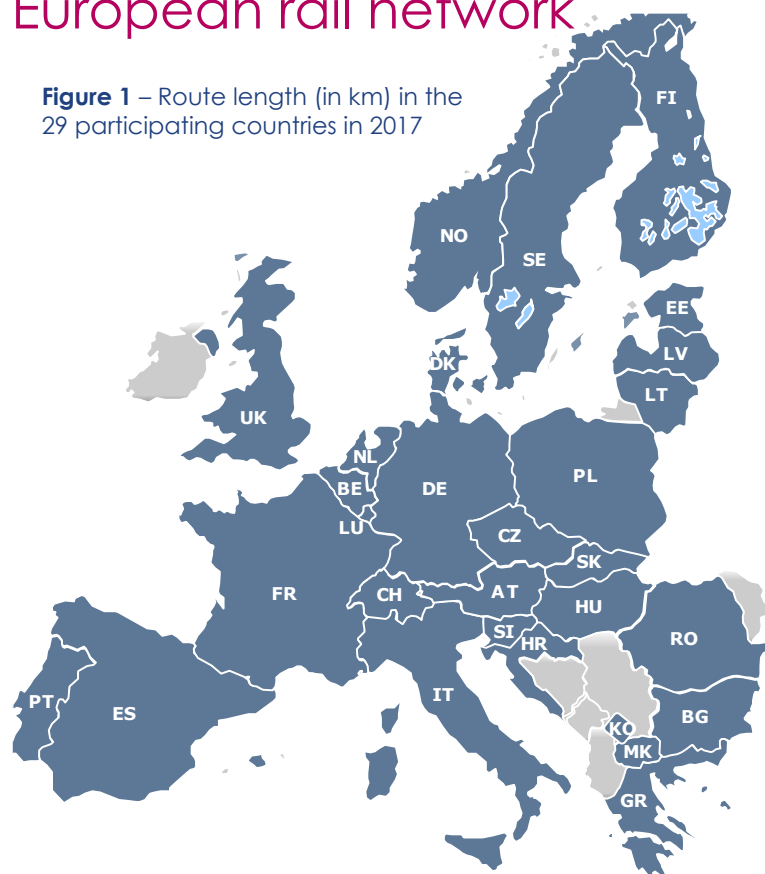 European rail network
Figure 1 – Route length (in km) in the
29 participating countries in 2017
FI
NO
SE
EE
LV
DK
LT
UK
NL
PL
BE
DE
LU
CZ
SK
FR
CH
AT
HU
SI
HR
RO
IT
PT
ES
BG
KO
MK
GR